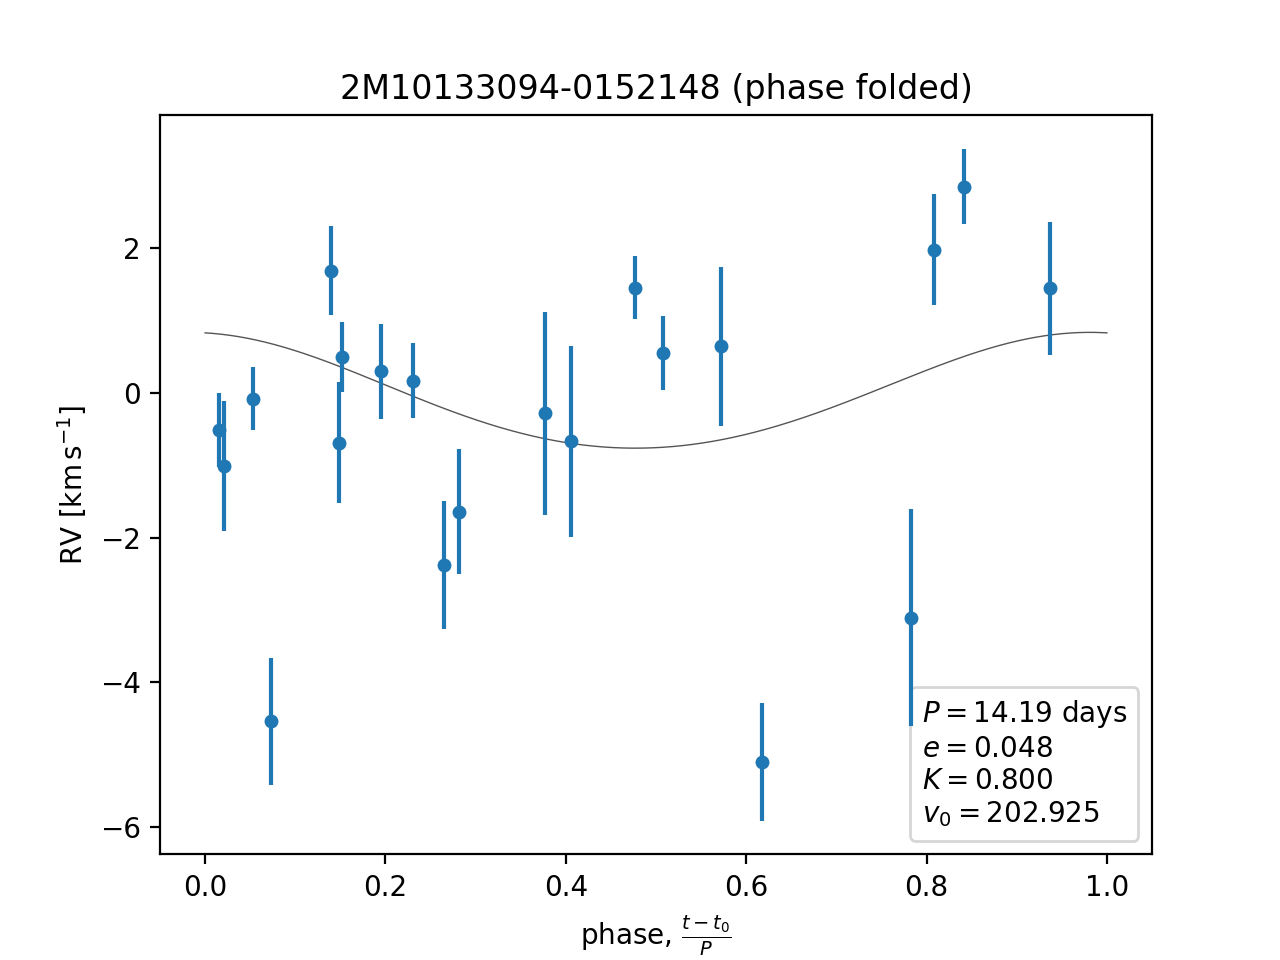 2M10133094-0152148 (phase folded)
RV [km s⁻¹]
2
0
−2
−4
−6
P = 14.19 days
e = 0.048
K = 0.800
v₀ = 202.925
0.0 0.2 0.4 0.6 0.8 1.0
phase, (t − t₀)/P